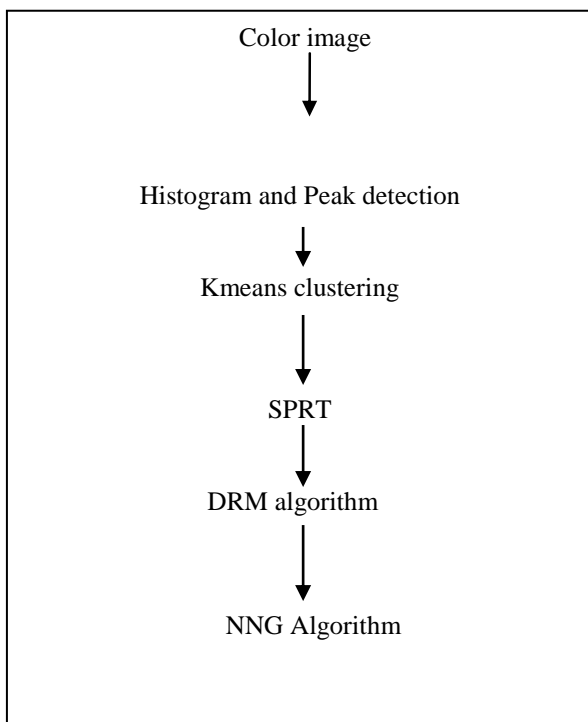 Color image
Histogram and Peak detection
Kmeans clustering
SPRT
DRM algorithm
NNG Algorithm